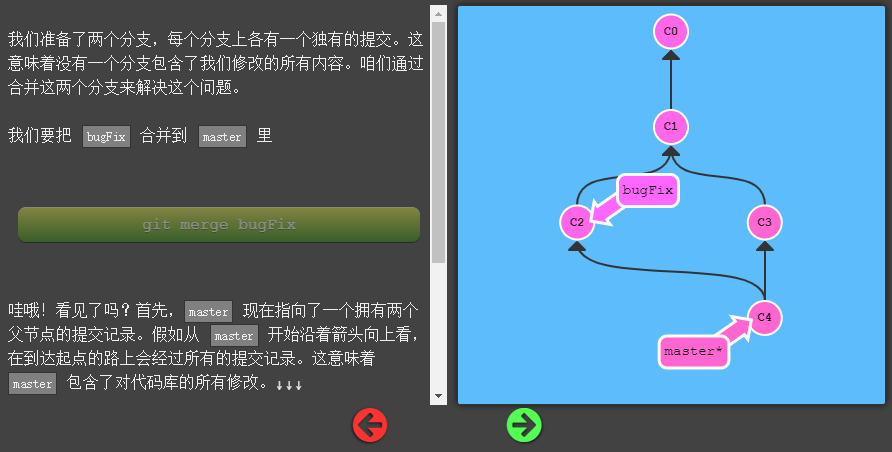 我们准备了两个分支，每个分支上各有一个独有的提交。这
意味着没有一个分支包含了我们修改的所有内容。咱们通过
合并这两个分支来解决这个问题。
我们要把 bugFix 合并到 master 里
git merge bugFix
哇哦！看见了吗？首先，master 现在指向了一个拥有两个
父节点的提交记录。假如从 master 开始沿着箭头向上看，
在到达起点的路上会经过所有的提交记录。这意味着
master 包含了对代码库的所有修改。↓↓↓
C0
C1
bugFix
C2
C3
C4
master*